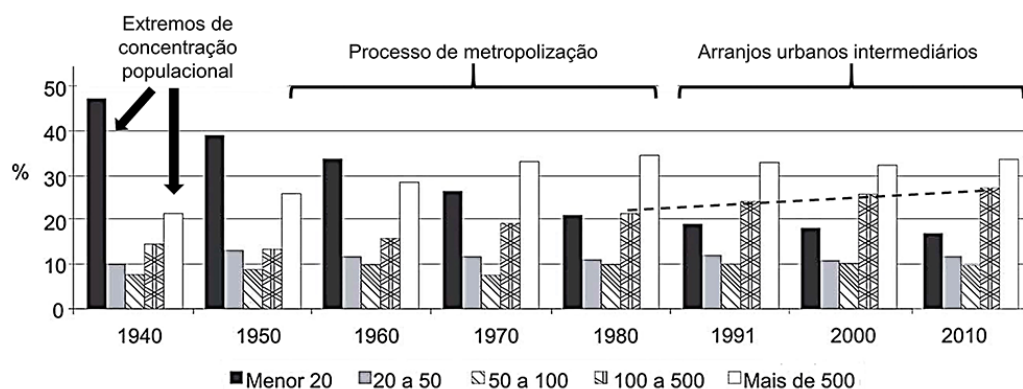 Extremos de
concentração
populacional
Processo de metropolização
Arranjos urbanos intermediários
50
40
%
30
20
10
0
1940 1950 1960 1970 1980 1991 2000 2010
Menor 20 20 a 50 50 a 100 100 a 500 Mais de 500